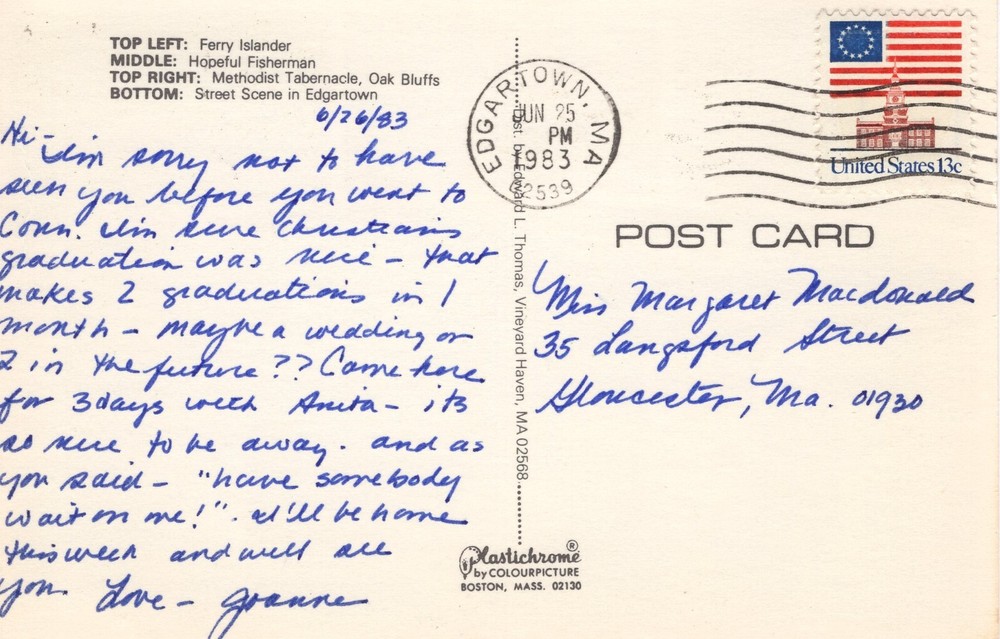 TOP LEFT: Ferry Islander
MIDDLE: Hopeful Fisherman
TOP RIGHT: Methodist Tabernacle, Oak Bluffs
BOTTOM: Street Scene in Edgartown
6/26/83
Hi-
I'm sorry not to have
seen you before you went to
Conn. I'm sure Christians
graduation was nice - that
makes 2 graduations in 1
month - maybe a wedding or
2 in the future?? Came here
for 3 days with Anita - its
so nice to be away. and as
you said - "have somebody
wait on me!". I'll be home
this week and will see
you. Love - Joanne
Dist. by Edward L. Thomas, Vineyard Haven, MA 02568
Plastichrome®
by COLOURPICTURE
BOSTON, MASS. 02130
EDGARTOWN, MA
JUN 25
PM
1983
02539
United States 13c
POST CARD
Miss Margaret Macdonald
35 Langsford Street
Gloucester, Ma. 01930